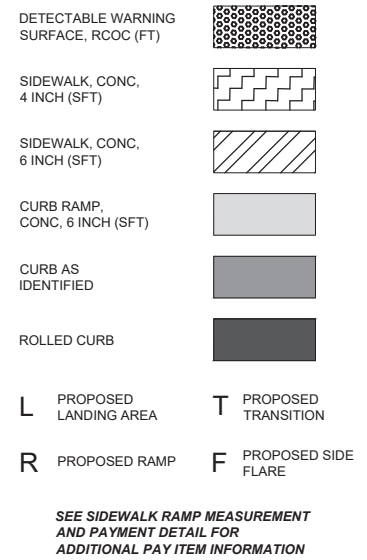 DETECTABLE WARNING
SURFACE, RCOC (FT)
SIDEWALK, CONC,
4 INCH (SFT)
SIDEWALK, CONC,
6 INCH (SFT)
CURB RAMP,
CONC, 6 INCH (SFT)
CURB AS
IDENTIFIED
ROLLED CURB
L PROPOSED
LANDING AREA
T PROPOSED
TRANSITION
R PROPOSED RAMP
F PROPOSED SIDE
FLARE
SEE SIDEWALK RAMP MEASUREMENT
AND PAYMENT DETAIL FOR
ADDITIONAL PAY ITEM INFORMATION